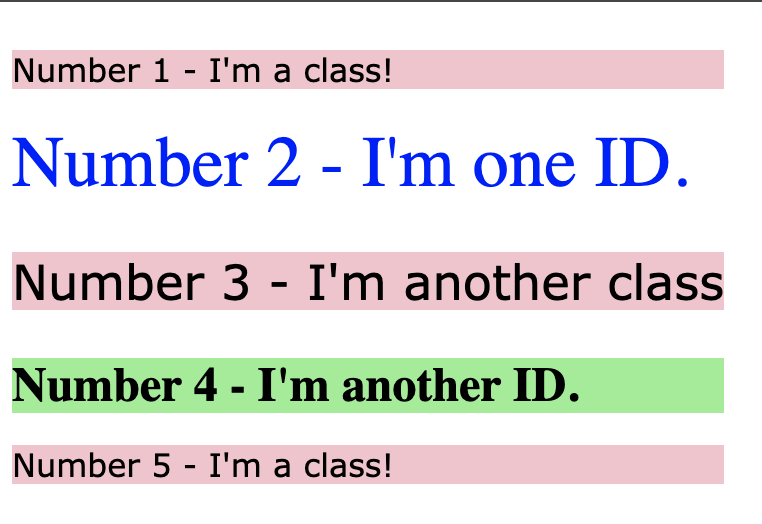 Number 1 - I'm a class!
Number 2 - I'm one ID.
Number 3 - I'm another class
Number 4 - I'm another ID.
Number 5 - I'm a class!